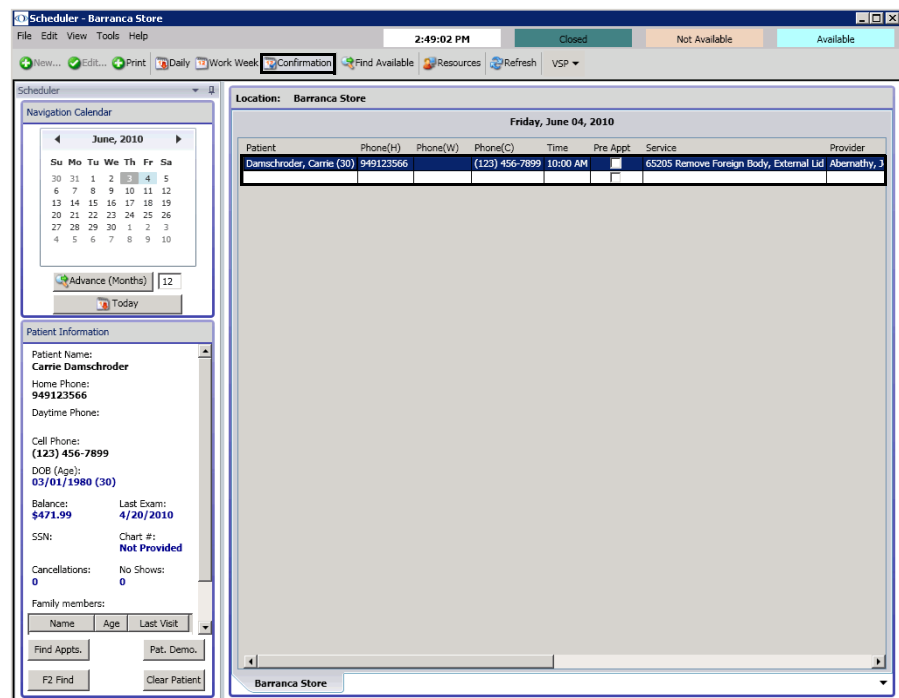 Scheduler - Barranca Store
File Edit View Tools Help
2:49:02 PM Closed Not Available Available
New... Edit... Print Daily Work Week Confirmation Find Available Resources Refresh VSP
Scheduler
Navigation Calendar
June, 2010
Su Mo Tu We Th Fr Sa
30 31 1 2 3 4 5
6 7 8 9 10 11 12
13 14 15 16 17 18 19
20 21 22 23 24 25 26
27 28 29 30 1 2 3
4 5 6 7 8 9 10
Advance (Months) 12
Today
Patient Information
Patient Name:
Carrie Damschroder
Home Phone:
949123566
Daytime Phone:
Cell Phone:
(123) 456-7899
DOB (Age):
03/01/1980 (30)
Balance: Last Exam:
$471.99 4/20/2010
SSN: Chart #:
Not Provided
Cancellations: No Shows:
0 0
Family members:
Name Age Last Visit
Find Appts. Pat. Demo.
F2 Find Clear Patient
Location: Barranca Store
Friday, June 04, 2010
Patient Phone(H) Phone(W) Phone(C) Time Pre Appt Service Provider
Damschroder, Carrie (30) 949123566 (123) 456-7899 10:00 AM 65205 Remove Foreign Body, External Lid Abernathy, J
Barranca Store